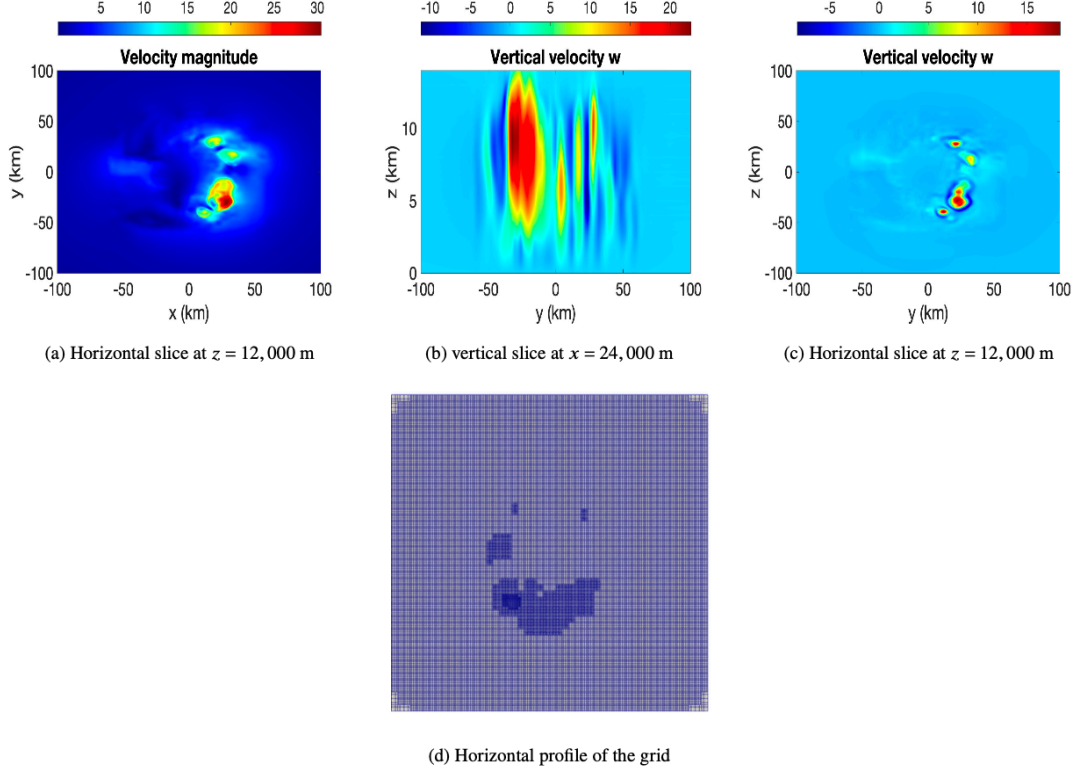 5 10 15 20 25 30
-10 -5 0 5 10 15 20
-5 0 5 10 15
Velocity magnitude
Vertical velocity w
Vertical velocity w
100
50
0
-50
-100
y (km)
-100 -50 0 50 100
x (km)
10
5
0
z (km)
-100 -50 0 50 100
y (km)
100
50
0
-50
-100
z (km)
-100 -50 0 50 100
y (km)
(a) Horizontal slice at z = 12, 000 m
(b) vertical slice at x = 24, 000 m
(c) Horizontal slice at z = 12, 000 m
(d) Horizontal profile of the grid